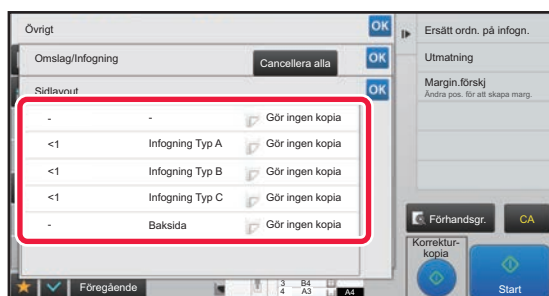 Övrigt
OK
Omslag/Infogning
Cancellera alla
OK
Sidlayout
OK
- - Gör ingen kopia
<1 Infogning Typ A Gör ingen kopia
<1 Infogning Typ B Gör ingen kopia
<1 Infogning Typ C Gör ingen kopia
- Baksida Gör ingen kopia
Föregående
3 B4
4 A3
A4
Ersätt ordn. på infogn.
Utmatning
Margin.förskj
Ändra pos. för att skapa marg.
Förhandsgr.
CA
Korrektur-
kopia
Start